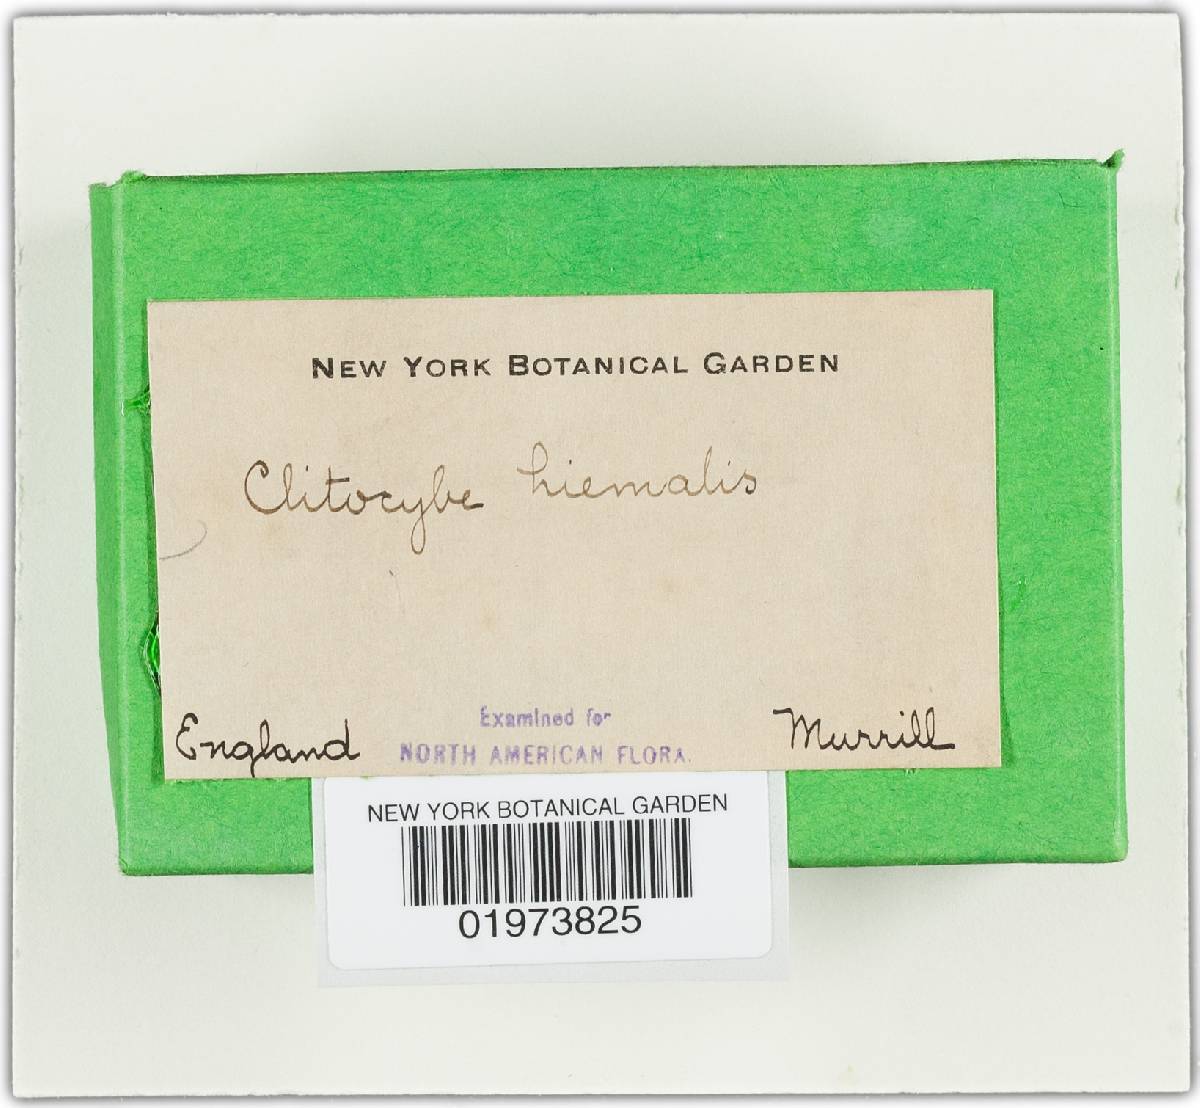 NEW YORK BOTANICAL GARDEN
Clitocybe hiemalis
England
Examined for
NORTH AMERICAN FLORA.
Murrill
NEW YORK BOTANICAL GARDEN
01973825